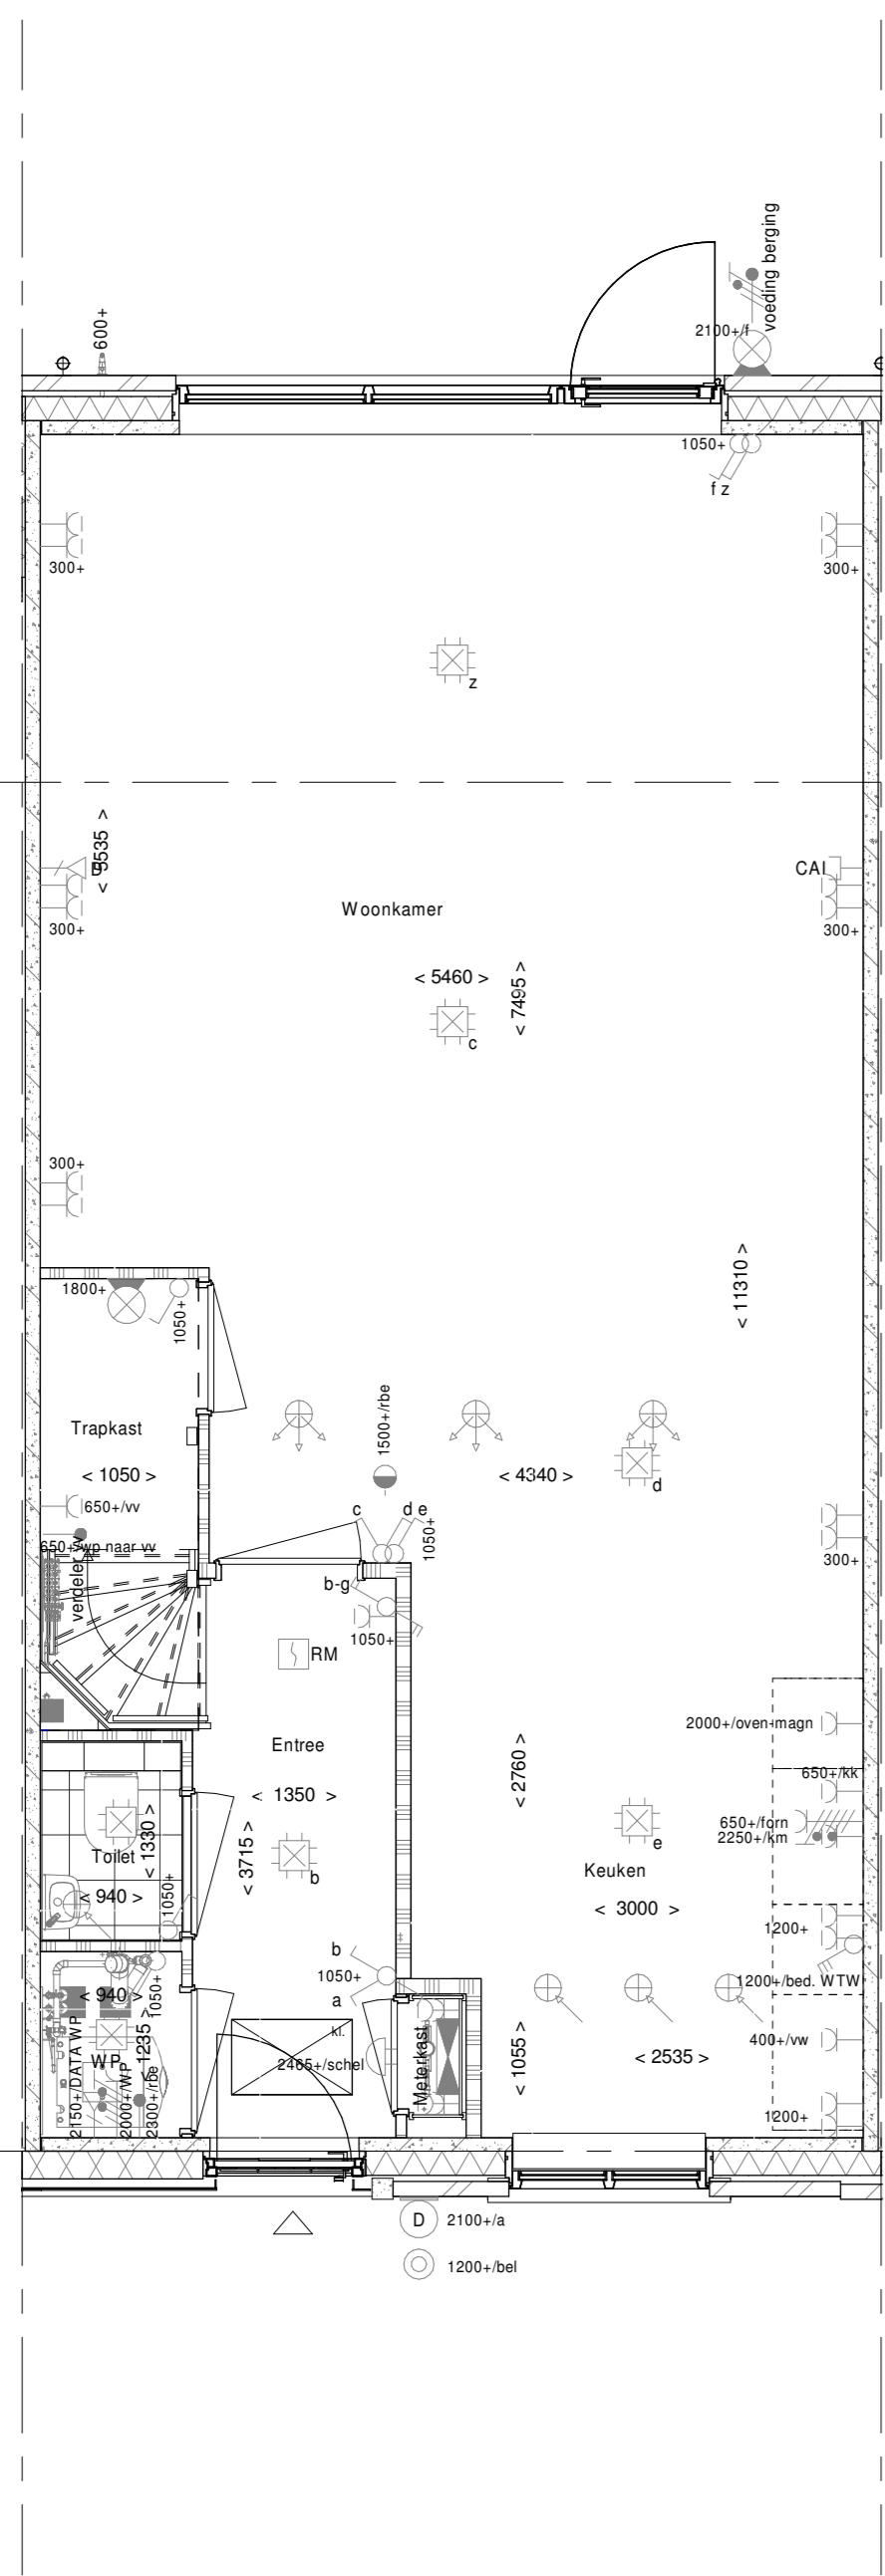 voeding berging
600+
2100+/f
1050+
f z
300+
300+
z
< 5535 >
CAI
300+
300+
Woonkamer
< 5460 >
< 7495 >
c
300+
< 11310 >
1800+
1050+
1500+/rbe
Trapkast
< 1050 >
< 4340 >
d
650+/vv
c
d e
1050+
650+/wp naar vv
verdeler vv
300+
b-g
1050+
RM
2000+/oven-magn
Entree
< 2760 >
650+/kk
< 1350 >
650+/forn
2250+/km
e
< 1330 >
Toilet
< 3715 >
b
Keuken
< 940 >
1050+
< 3000 >
1200+
b
1050+
1200+/bed. WTW
a
< 940 >
1050+
kl.
< 1235 >
WP
2465+/schel
Meterkast
< 1055 >
< 2535 >
400+/vw
2150+/DATA WP
2000+/WP
2300+/rbe
1200+
D
2100+/a
1200+/bel